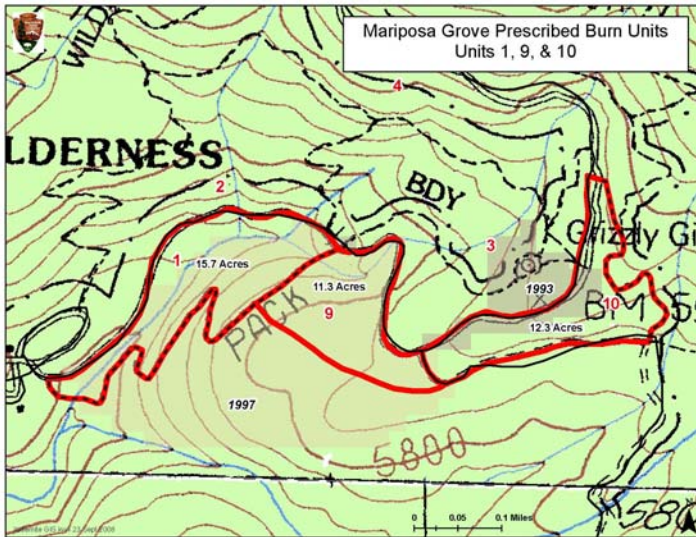 Mariposa Grove Prescribed Burn Units
Units 1, 9, & 10
WILD
4
LDERNESS
2
BDY
3
K Grizzly Gi
1
15.7 Acres
11.3 Acres
1993
10
9
PACK
12.3 Acres
1997
5800
0 0.05 0.1 Miles
580